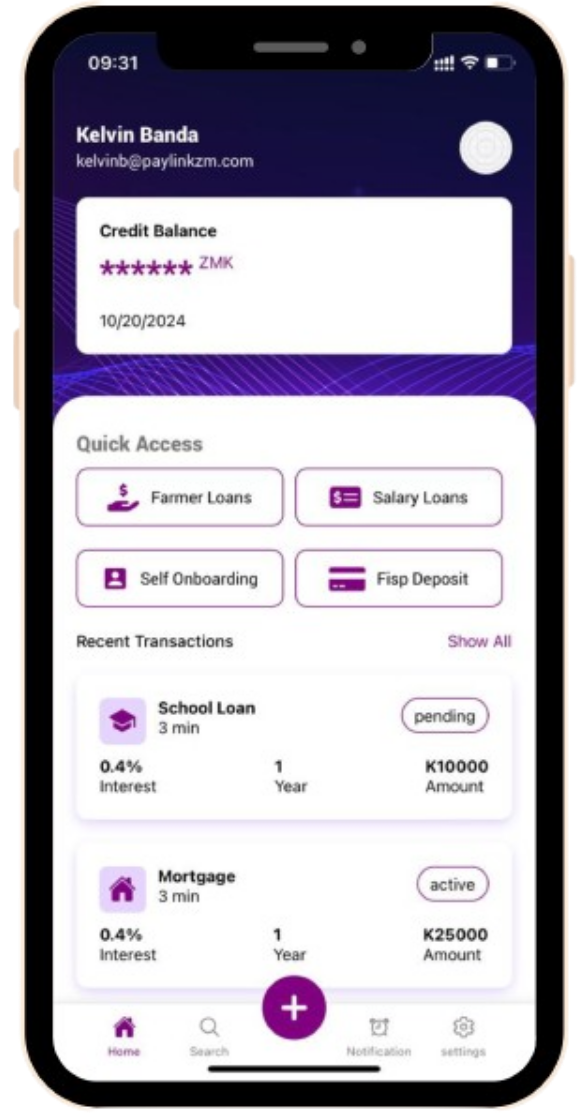 09:31
Kelvin Banda
kelvinb@paylinkzm.com
Credit Balance
****** ZMK
10/20/2024
Quick Access
Farmer Loans
Salary Loans
Self Onboarding
Fisp Deposit
Recent Transactions Show All
School Loan
3 min
pending
0.4% 1 K10000
Interest Year Amount
Mortgage
3 min
active
0.4% 1 K25000
Interest Year Amount
+
Home Search Notification settings